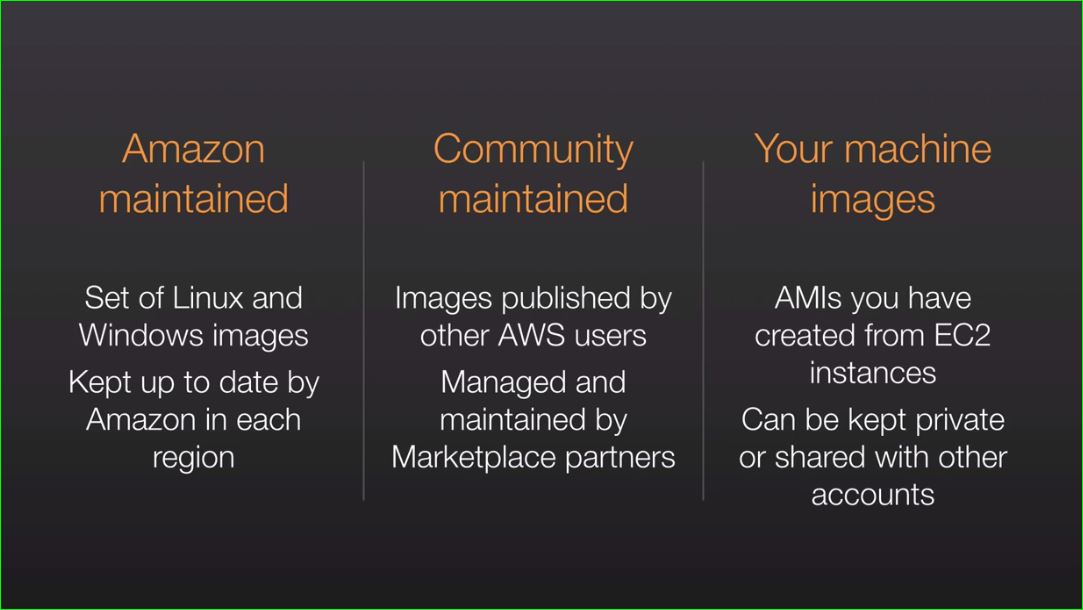 Amazon
maintained
Set of Linux and
Windows images
Kept up to date by
Amazon in each
region
Community
maintained
Images published by
other AWS users
Managed and
maintained by
Marketplace partners
Your machine
images
AMIs you have
created from EC2
instances
Can be kept private
or shared with other
accounts